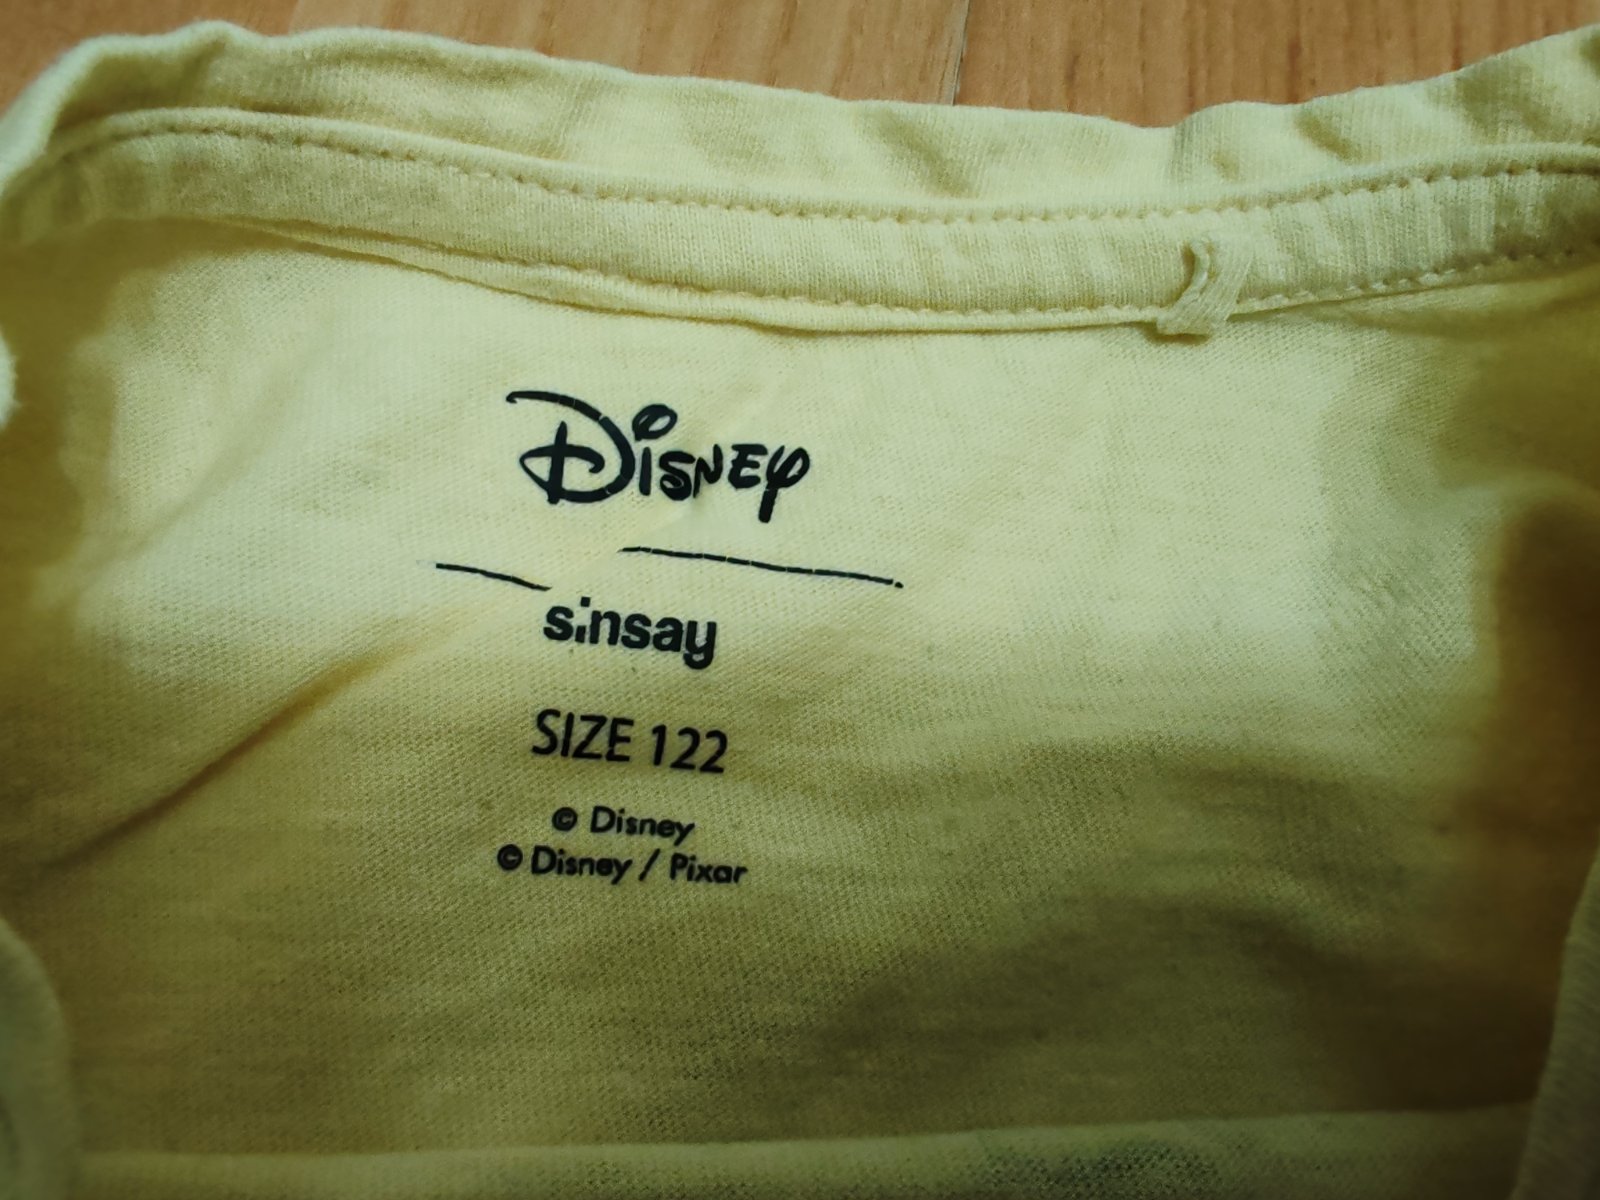 Disney
sinsay
SIZE 122
© Disney
© Disney / Pixar